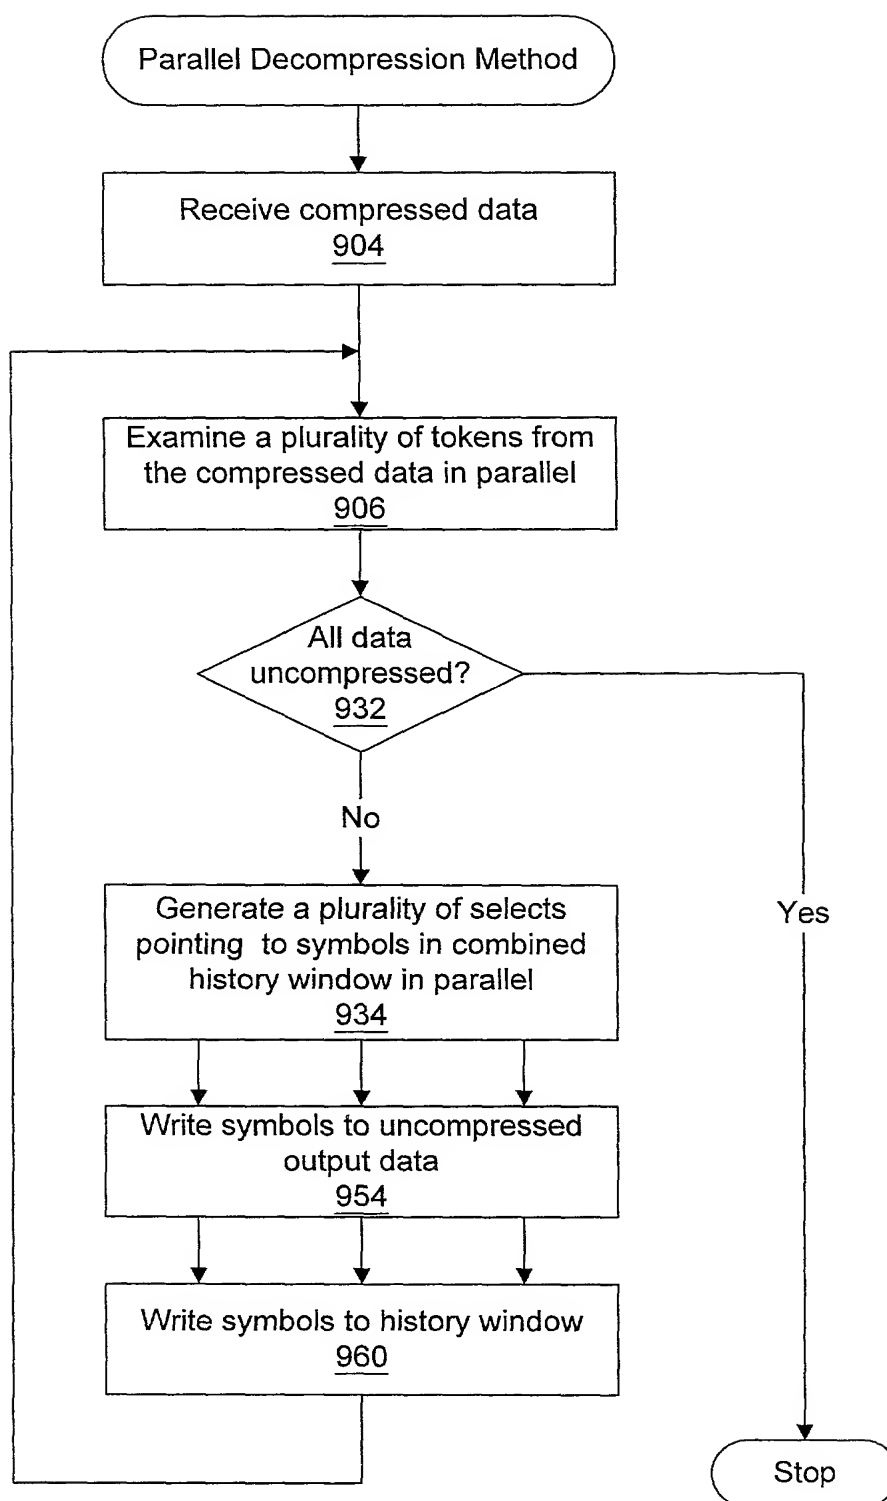 Parallel Decompression Method
Receive compressed data
904
Examine a plurality of tokens from
the compressed data in parallel
906
All data
uncompressed?
932
No
Generate a plurality of selects
pointing to symbols in combined
history window in parallel
934
Yes
Write symbols to uncompressed
output data
954
Write symbols to history window
960
Stop